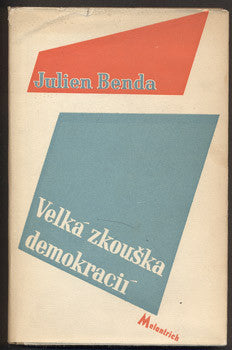 Julien Benda
Velká zkouška
demokracií
Melantrich